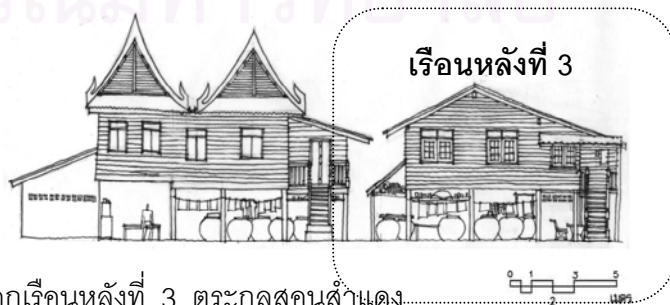 เรือนหลังที่ 3
0 1 3 5
2 เมตร
เรือนหลังที่ 3 ตระกูลสอนสำแดง